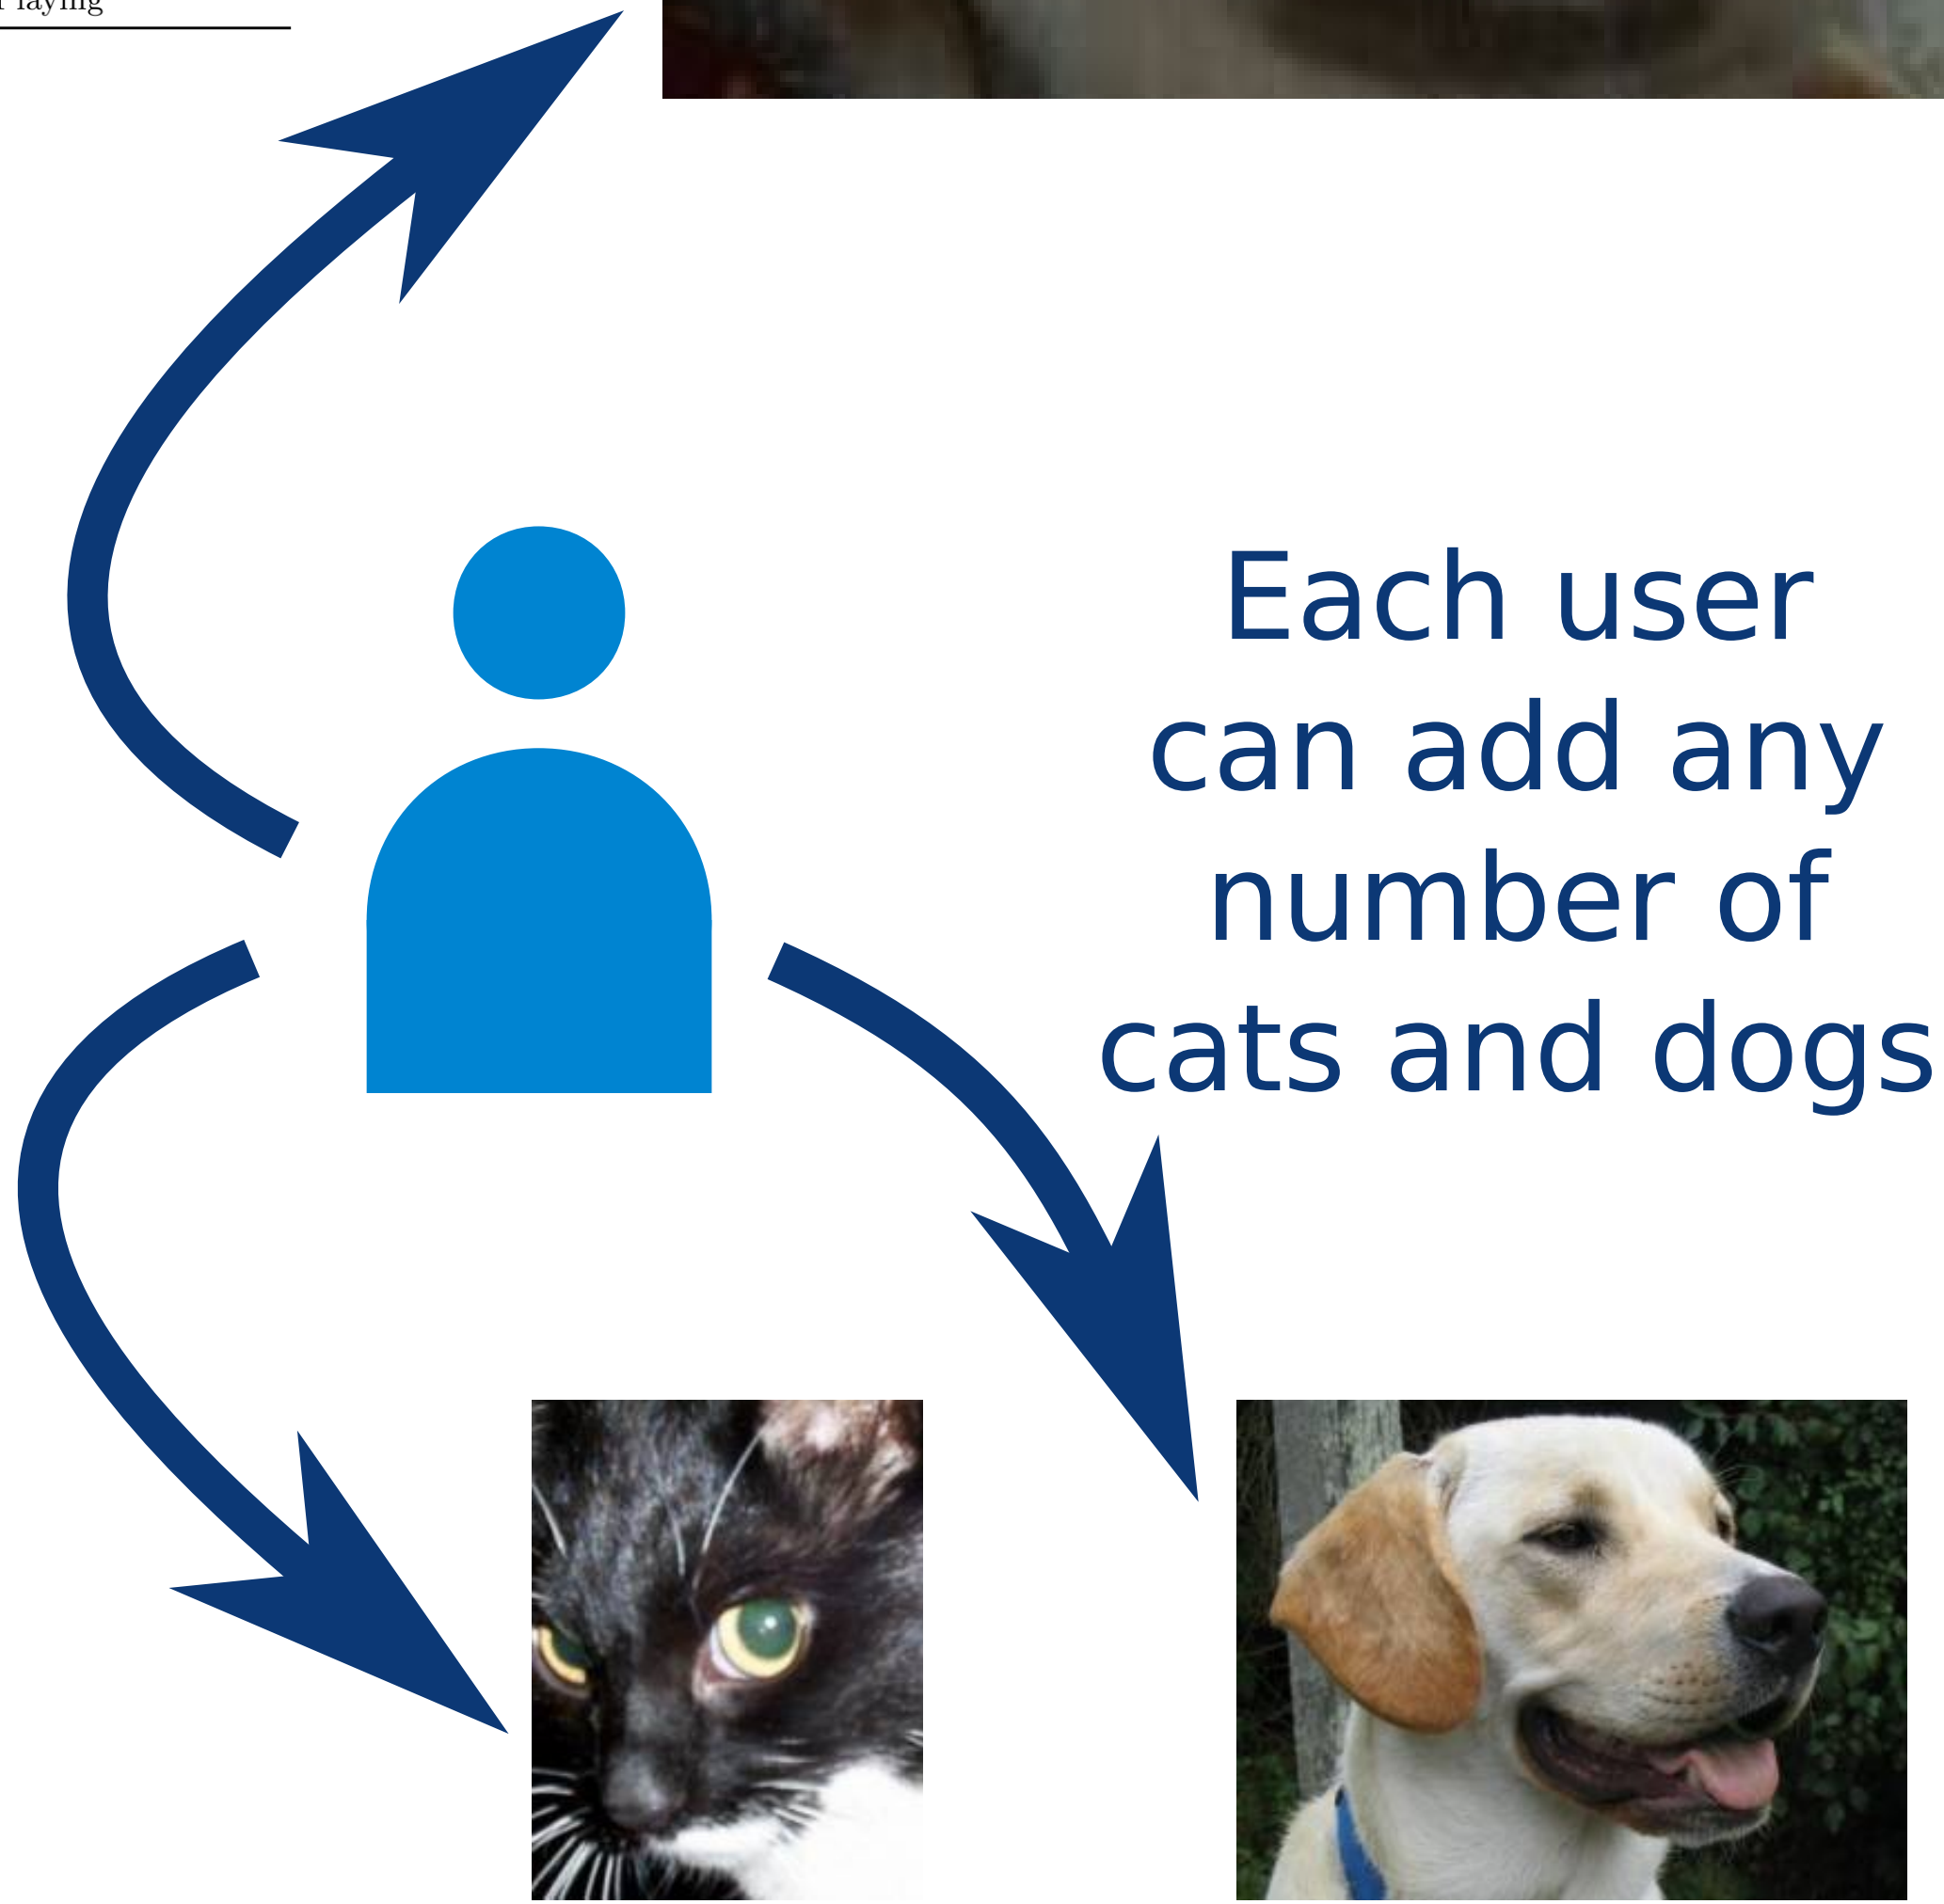 Each user
can add any
number of
cats and dogs